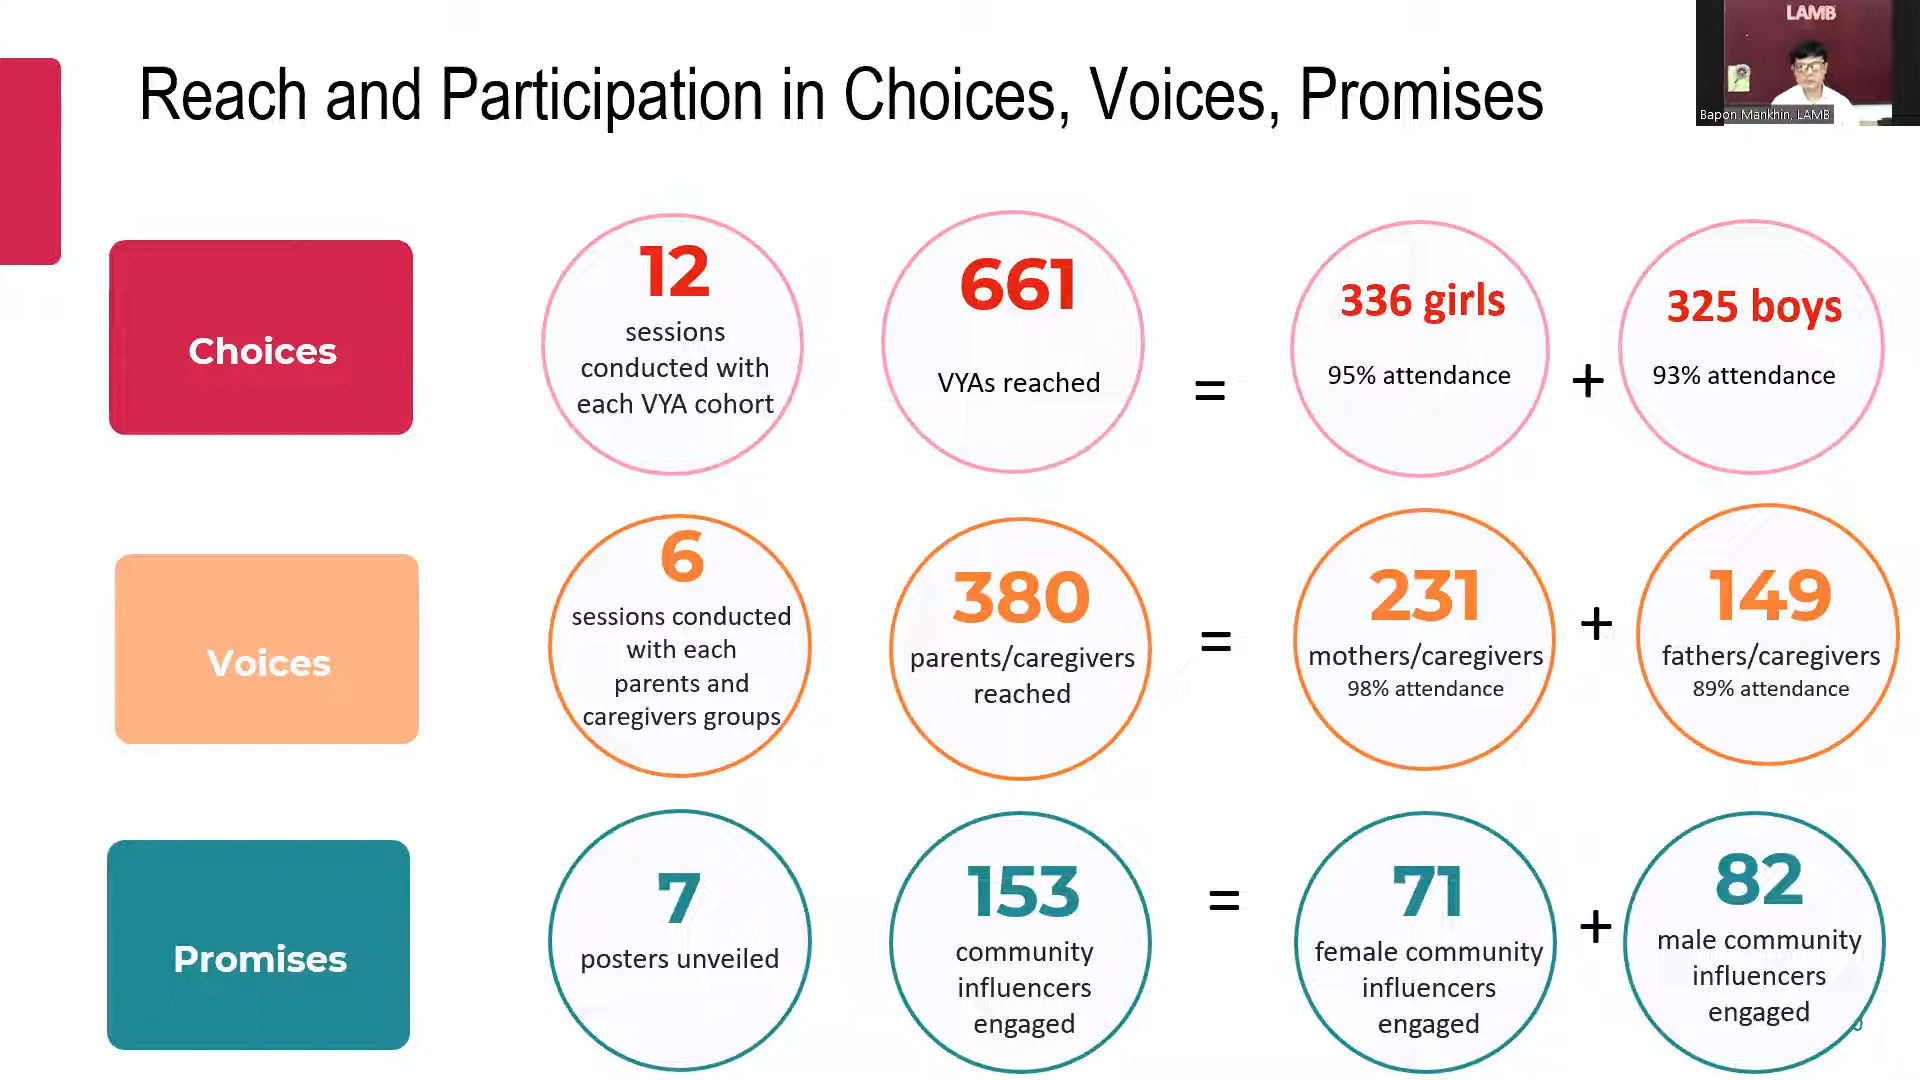 LAMB
Reach and Participation in Choices, Voices, Promises
Bapon Mankhin, LAMB
Choices
12
sessions
conducted with
each VYA cohort
661
VYAs reached
=
336 girls
95% attendance
+
325 boys
93% attendance
Voices
6
sessions conducted
with each
parents and
caregivers groups
380
parents/caregivers
reached
=
231
mothers/caregivers
98% attendance
+
149
fathers/caregivers
89% attendance
Promises
7
posters unveiled
153
community
influencers
engaged
=
71
female community
influencers
engaged
+
82
male community
influencers
engaged